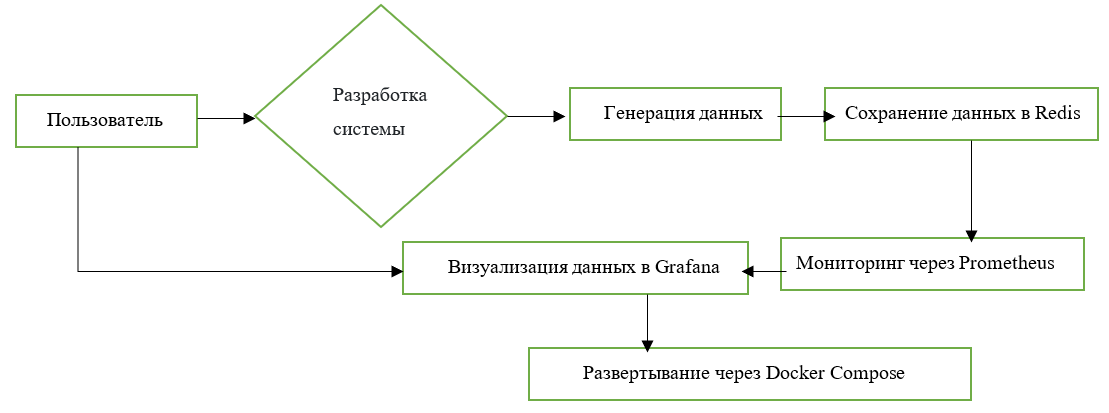 Пользователь
Разработка
системы
Генерация данных
Сохранение данных в Redis
Мониторинг через Prometheus
Визуализация данных в Grafana
Развертывание через Docker Compose